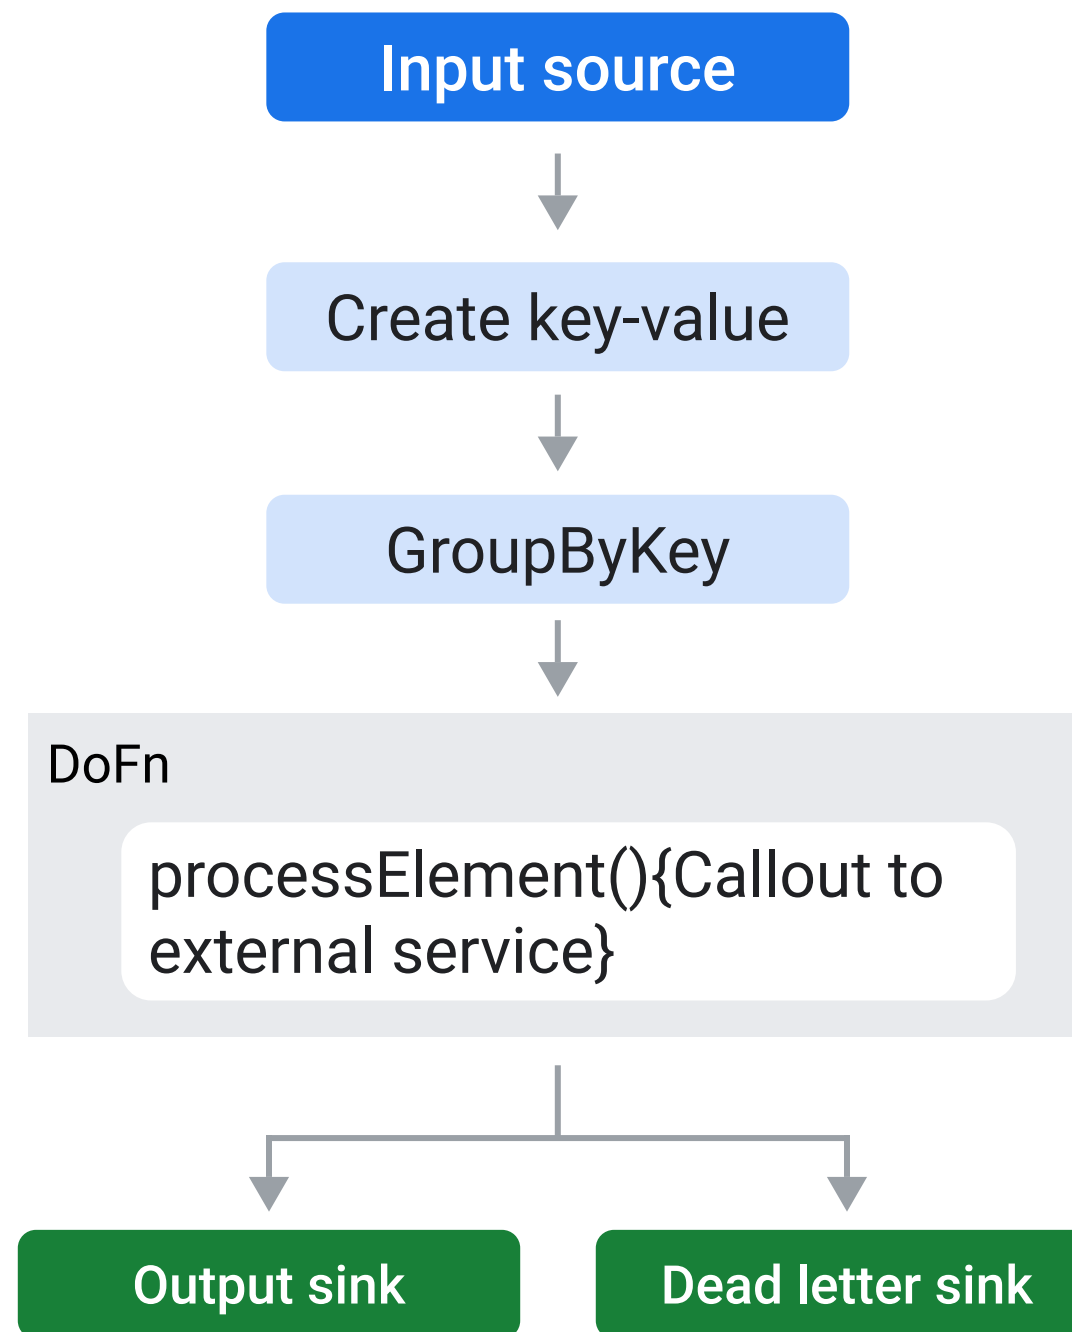 Input source
Create key-value
GroupByKey
DoFn
processElement(){Callout to
external service}
Output sink
Dead letter sink